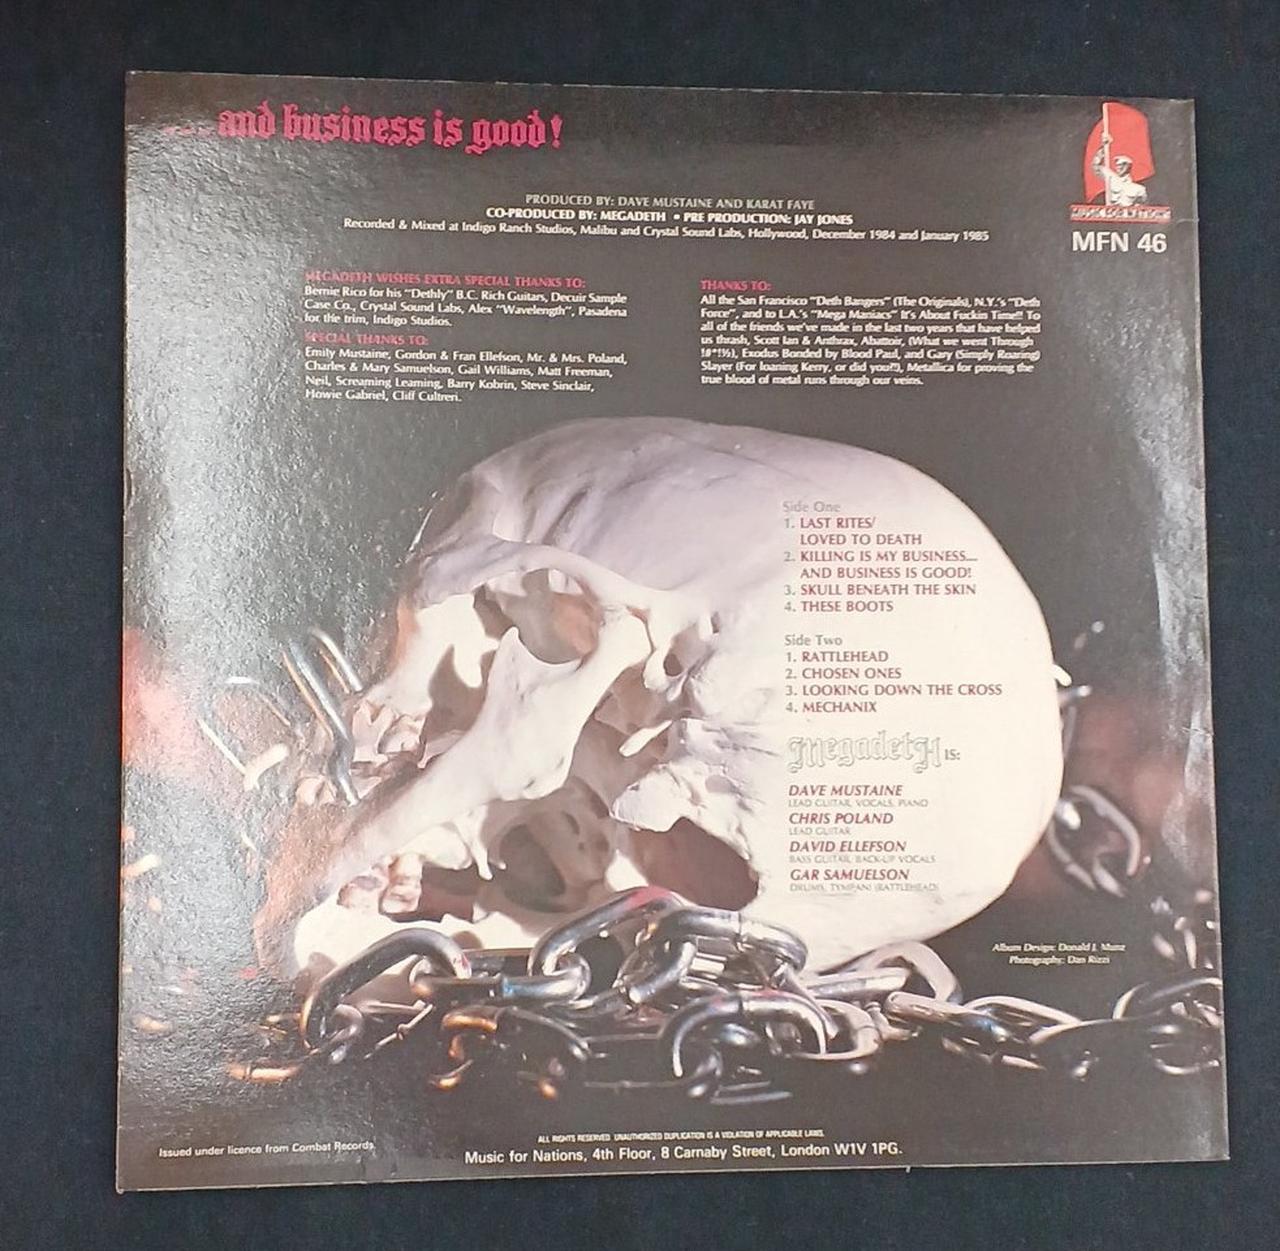 ... and business is good!
MUSIC FOR NATIONS
MFN 46
PRODUCED BY: DAVE MUSTAINE AND KARAT FAYE
CO-PRODUCED BY: MEGADETH • PRE PRODUCTION: JAY JONES
Recorded & Mixed at Indigo Ranch Studios, Malibu and Crystal Sound Labs, Hollywood, December 1984 and January 1985
MEGADETH WISHES EXTRA SPECIAL THANKS TO:
Bernie Rico for his "Dethly" B.C. Rich Guitars, Decuir Sample
Case Co., Crystal Sound Labs, Alex "Wavelength", Pasadena
for the trim, Indigo Studios.
SPECIAL THANKS TO:
Emily Mustaine, Gordon & Fran Ellefson, Mr. & Mrs. Poland,
Charles & Mary Samuelson, Gail Williams, Matt Freeman,
Neil, Screaming Leaming, Barry Kobrin, Steve Sinclair,
Howie Gabriel, Cliff Cultreri.
THANKS TO:
All the San Francisco "Deth Bangers" (The Originals), N.Y.'s "Deth
Force", and to L.A.'s "Mega Maniacs" It's About Fuckin Time!! To
all of the friends we've made in the last two years that have helped
us thrash, Scott Ian & Anthrax, Abattoir, (What we went Through
!#*!½), Exodus Bonded by Blood Paul, and Gary (Simply Roaring)
Slayer (For loaning Kerry, or did you?!), Metallica for proving the
true blood of metal runs through our veins.
Side One
1. LAST RITES/
LOVED TO DEATH
2. KILLING IS MY BUSINESS....
AND BUSINESS IS GOOD!
3. SKULL BENEATH THE SKIN
4. THESE BOOTS
Side Two
1. RATTLEHEAD
2. CHOSEN ONES
3. LOOKING DOWN THE CROSS
4. MECHANIX
Megadeth IS:
DAVE MUSTAINE
LEAD GUITAR, VOCALS, PIANO
CHRIS POLAND
LEAD GUITAR
DAVID ELLEFSON
BASS GUITAR, BACK-UP VOCALS
GAR SAMUELSON
DRUMS, TYMPANI (RATTLEHEAD)
Album Design: Donald J. Munz
Photography: Dan Rizzi
ALL RIGHTS RESERVED. UNAUTHORIZED DUPLICATION IS A VIOLATION OF APPLICABLE LAWS.
Issued under licence from Combat Records.
Music for Nations, 4th Floor, 8 Carnaby Street, London W1V 1PG.